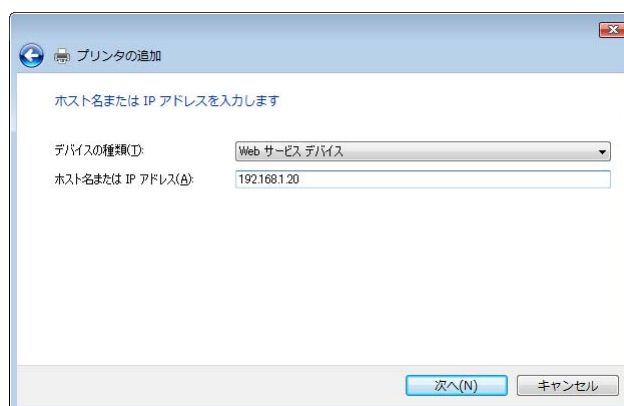 プリンタの追加
ホスト名または IP アドレスを入力します
デバイスの種類(T): Web サービス デバイス
ホスト名または IP アドレス(A): 192.168.1.20
次へ(N) キャンセル